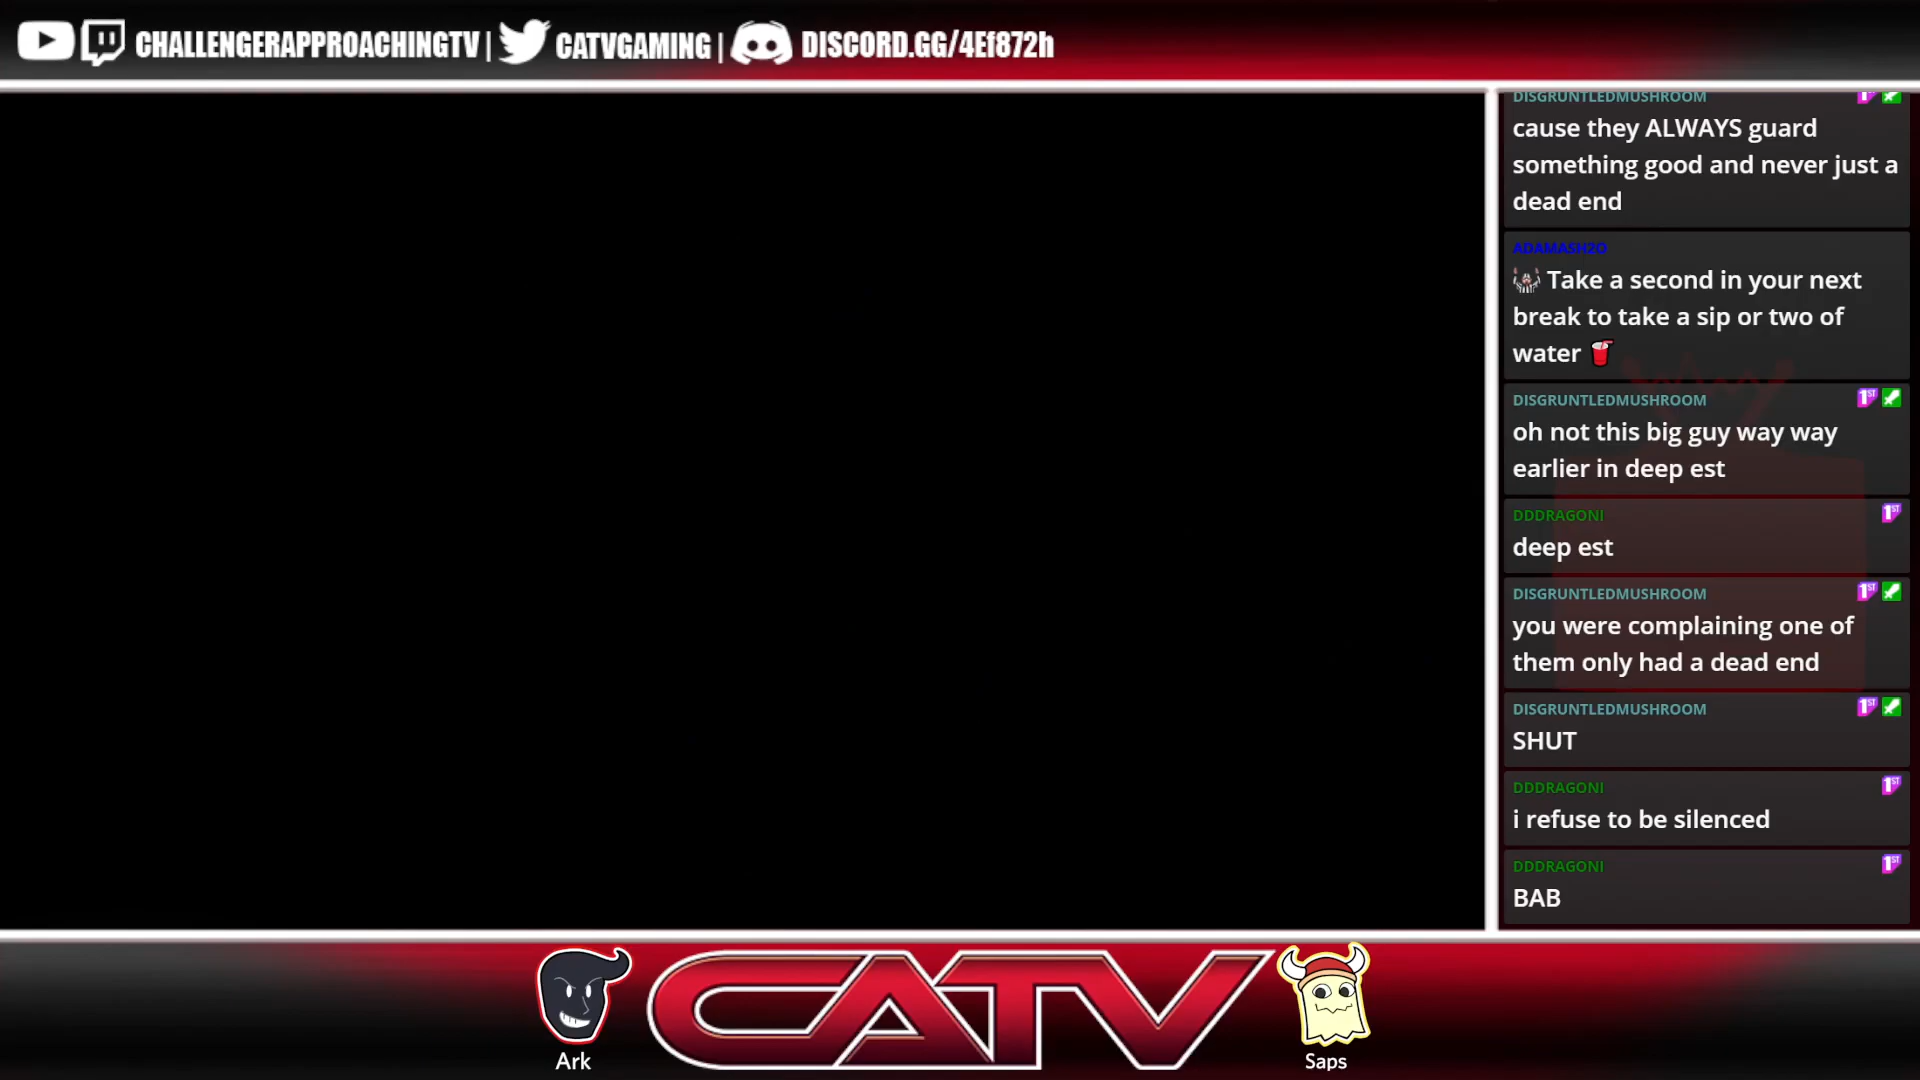 CHALLENGERAPPROACHINGTV | CATVGAMING | DISCORD.GG/4Ef872h
DISGRUNTLEDMUSHROOM
cause they ALWAYS guard
something good and never just a
dead end
ADAMASH2O
Take a second in your next
break to take a sip or two of
water
DISGRUNTLEDMUSHROOM
oh not this big guy way way
earlier in deep est
DDDRAGONI
deep est
DISGRUNTLEDMUSHROOM
you were complaining one of
them only had a dead end
DISGRUNTLEDMUSHROOM
SHUT
DDDRAGONI
i refuse to be silenced
DDDRAGONI
BAB
CATV
Ark
Saps